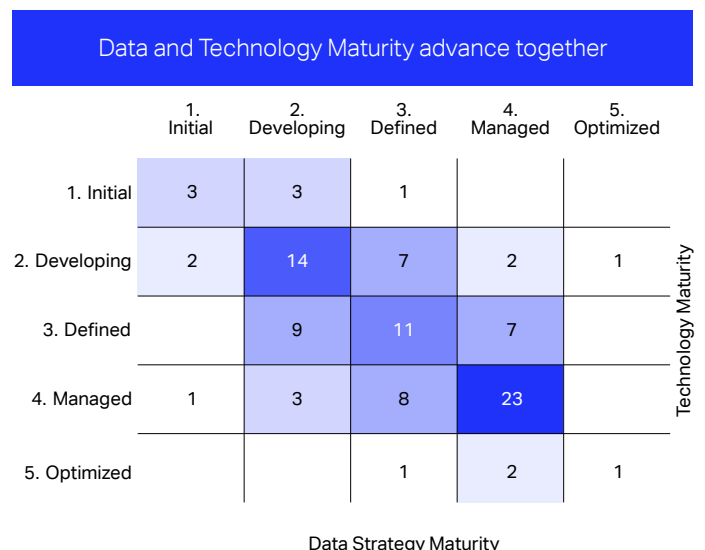 Data and Technology Maturity advance together
1. 2. 3. 4. 5.
Initial Developing Defined Managed Optimized
1. Initial 3 3 1
2. Developing 2 14 7 2 1
3. Defined 9 11 7
4. Managed 1 3 8 23
5. Optimized 1 2 1
Technology Maturity
Data Strategy Maturity